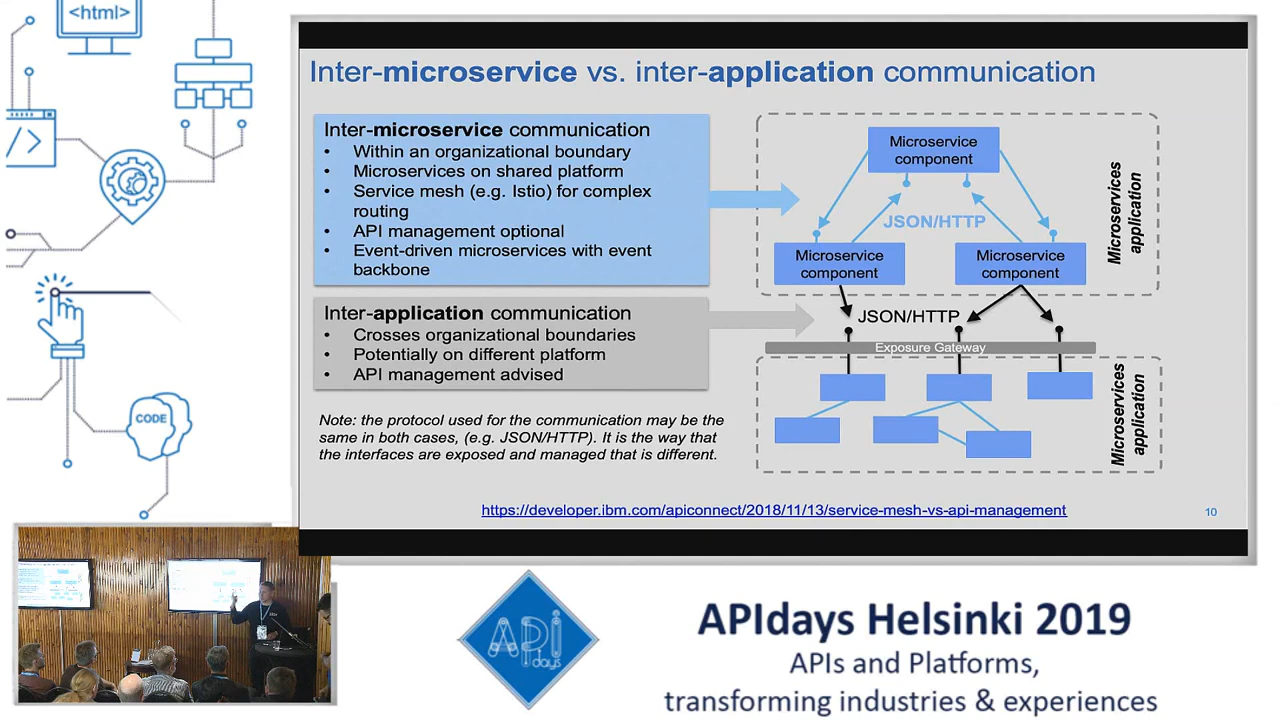 <html>
</>
CODE
Inter-microservice vs. inter-application communication
Inter-microservice communication
• Within an organizational boundary
• Microservices on shared platform
• Service mesh (e.g. Istio) for complex
routing
• API management optional
• Event-driven microservices with event
backbone
Inter-application communication
• Crosses organizational boundaries
• Potentially on different platform
• API management advised
Note: the protocol used for the communication may be the
same in both cases, (e.g. JSON/HTTP). It is the way that
the interfaces are exposed and managed that is different.
Microservice
component
JSON/HTTP
Microservice
component
Microservice
component
Microservices
application
JSON/HTTP
Exposure Gateway
Microservices
application
https://developer.ibm.com/apiconnect/2018/11/13/service-mesh-vs-api-management
10
API
days
APIdays Helsinki 2019
APIs and Platforms,
transforming industries & experiences